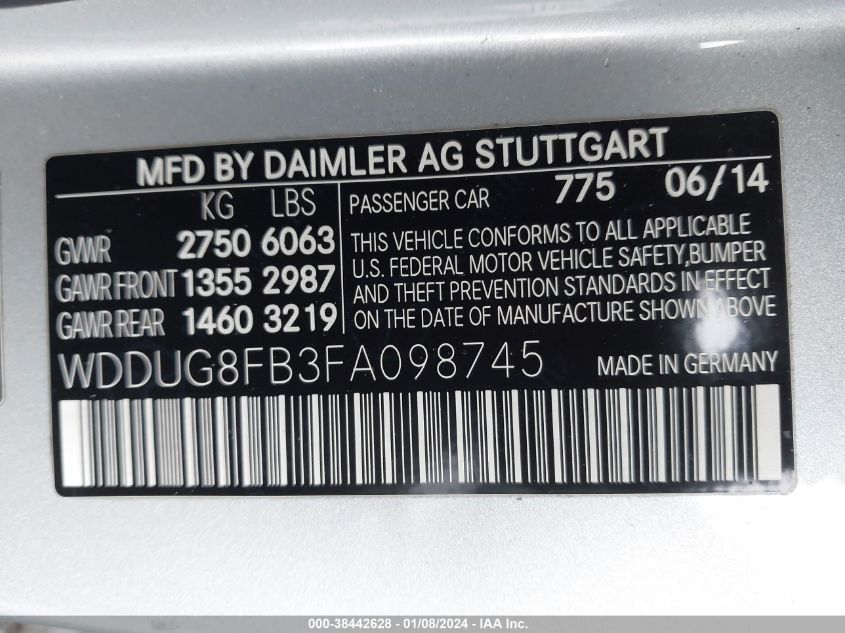 MFD BY DAIMLER AG STUTTGART
KG LBS
GVWR 2750 6063
GAWR FRONT 1355 2987
GAWR REAR 1460 3219
PASSENGER CAR 775 06/14
THIS VEHICLE CONFORMS TO ALL APPLICABLE
U.S. FEDERAL MOTOR VEHICLE SAFETY,BUMPER
AND THEFT PREVENTION STANDARDS IN EFFECT
ON THE DATE OF MANUFACTURE SHOWN ABOVE
WDDUG8FB3FA098745 MADE IN GERMANY
000-38442628 - 01/08/2024 - IAA Inc.